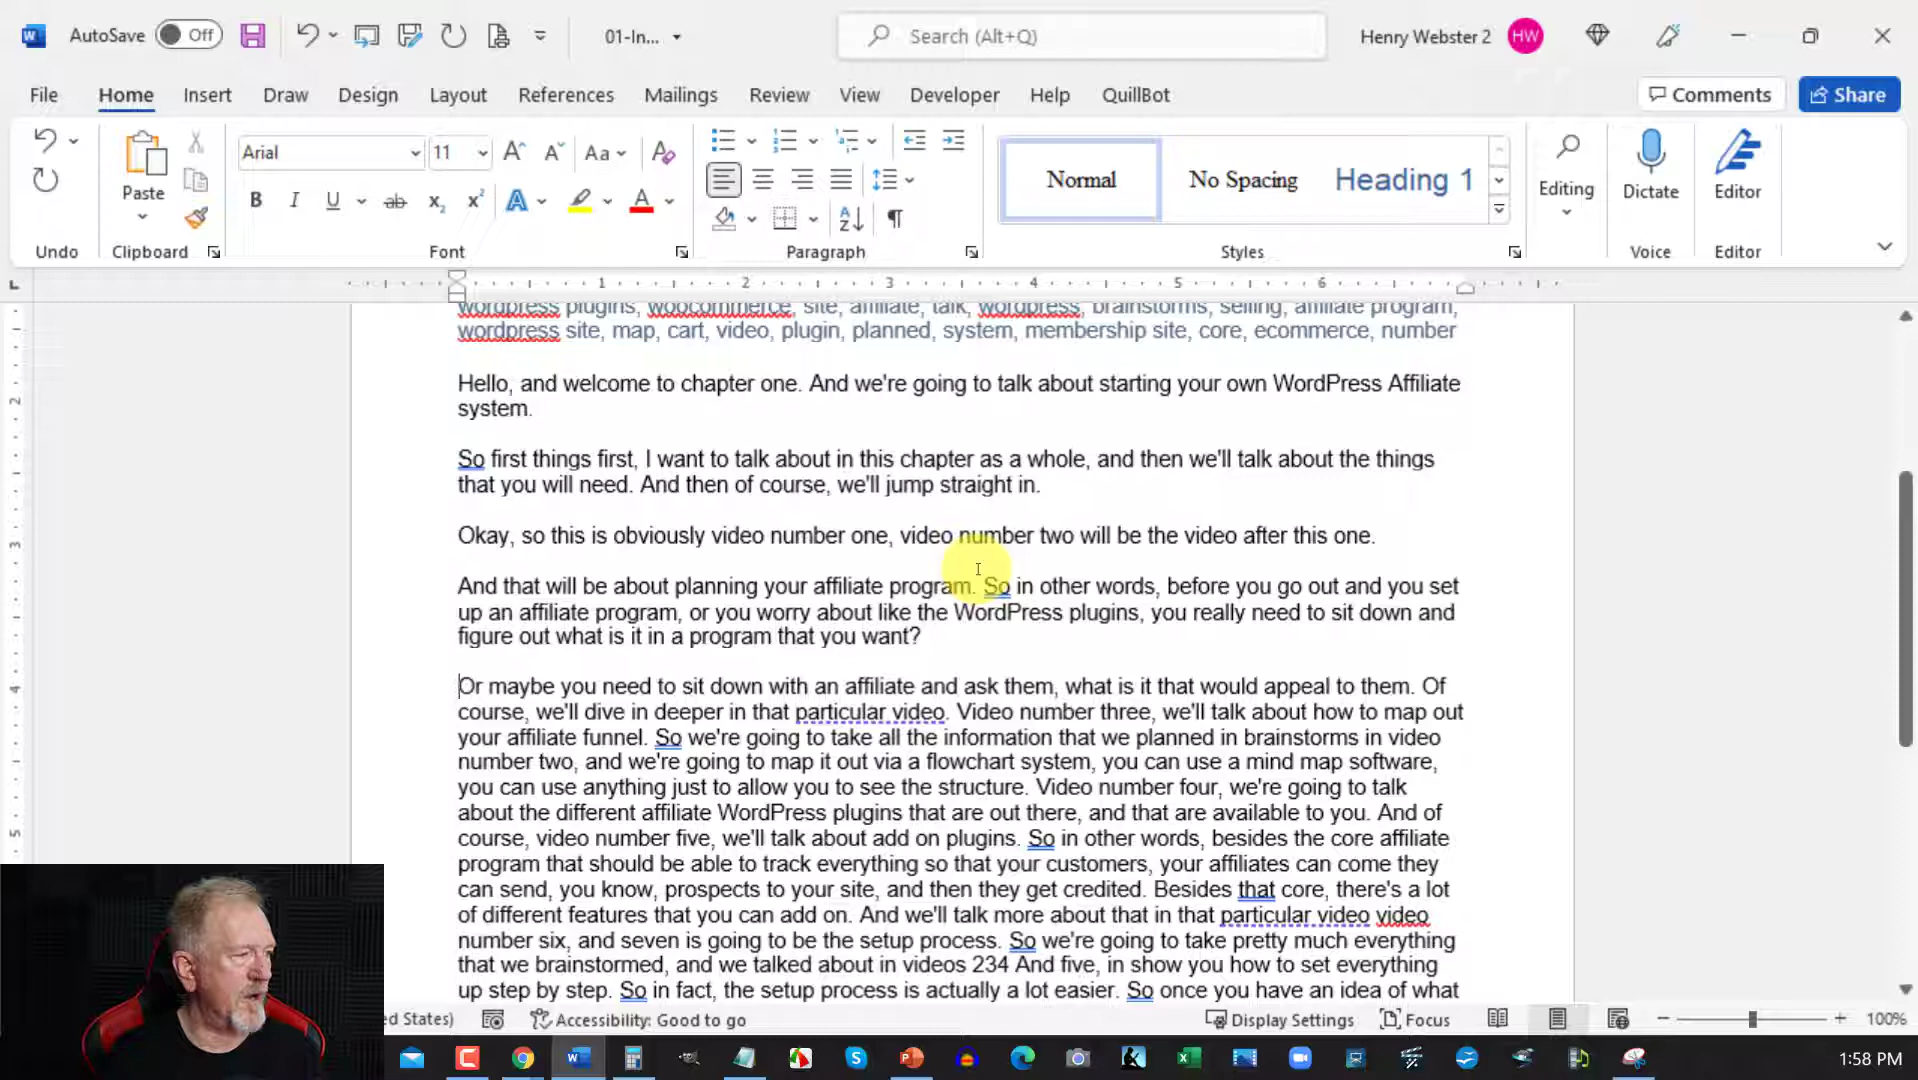 AutoSave Off 01-In... Search (Alt+Q) Henry Webster 2 HW
File Home Insert Draw Design Layout References Mailings Review View Developer Help QuillBot Comments Share
Paste Arial 11 Aa Normal No Spacing Heading 1 Editing Dictate Editor
Undo Clipboard Font Paragraph Styles Voice Editor
1 2 3 4 5 6
wordpress plugins, woocommerce, site, affiliate, talk, wordpress, brainstorms, selling, affiliate program,
wordpress site, map, cart, video, plugin, planned, system, membership site, core, ecommerce, number
Hello, and welcome to chapter one. And we're going to talk about starting your own WordPress Affiliate
system.
So first things first, I want to talk about in this chapter as a whole, and then we'll talk about the things
that you will need. And then of course, we'll jump straight in.
Okay, so this is obviously video number one, video number two will be the video after this one.
And that will be about planning your affiliate program. So in other words, before you go out and you set
up an affiliate program, or you worry about like the WordPress plugins, you really need to sit down and
figure out what is it in a program that you want?
Or maybe you need to sit down with an affiliate and ask them, what is it that would appeal to them. Of
course, we'll dive in deeper in that particular video. Video number three, we'll talk about how to map out
your affiliate funnel. So we're going to take all the information that we planned in brainstorms in video
number two, and we're going to map it out via a flowchart system, you can use a mind map software,
you can use anything just to allow you to see the structure. Video number four, we're going to talk
about the different affiliate WordPress plugins that are out there, and that are available to you. And of
course, video number five, we'll talk about add on plugins. So in other words, besides the core affiliate
program that should be able to track everything so that your customers, your affiliates can come they
can send, you know, prospects to your site, and then they get credited. Besides that core, there's a lot
of different features that you can add on. And we'll talk more about that in that particular video video
number six, and seven is going to be the setup process. So we're going to take pretty much everything
that we brainstormed, and we talked about in videos 234 And five, in show you how to set everything
up step by step. So in fact, the setup process is actually a lot easier. So once you have an idea of what
ed States) Accessibility: Good to go Display Settings Focus 100%
1:58 PM